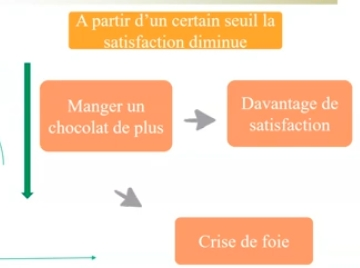 A partir d’un certain seuil la
satisfaction diminue
Manger un
chocolat de plus
Davantage de
satisfaction
Crise de foie